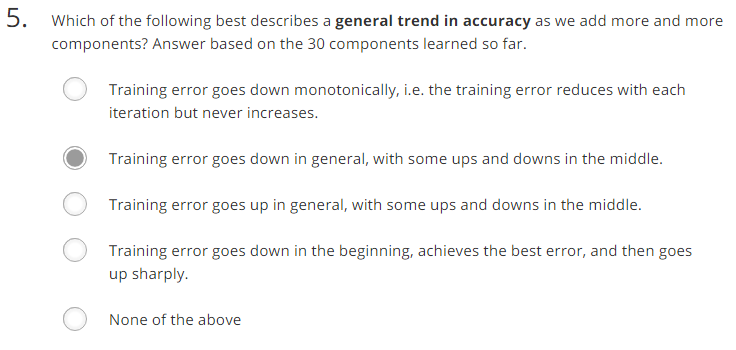 5. Which of the following best describes a general trend in accuracy as we add more and more
components? Answer based on the 30 components learned so far.
Training error goes down monotonically, i.e. the training error reduces with each
iteration but never increases.
Training error goes down in general, with some ups and downs in the middle.
Training error goes up in general, with some ups and downs in the middle.
Training error goes down in the beginning, achieves the best error, and then goes
up sharply.
None of the above